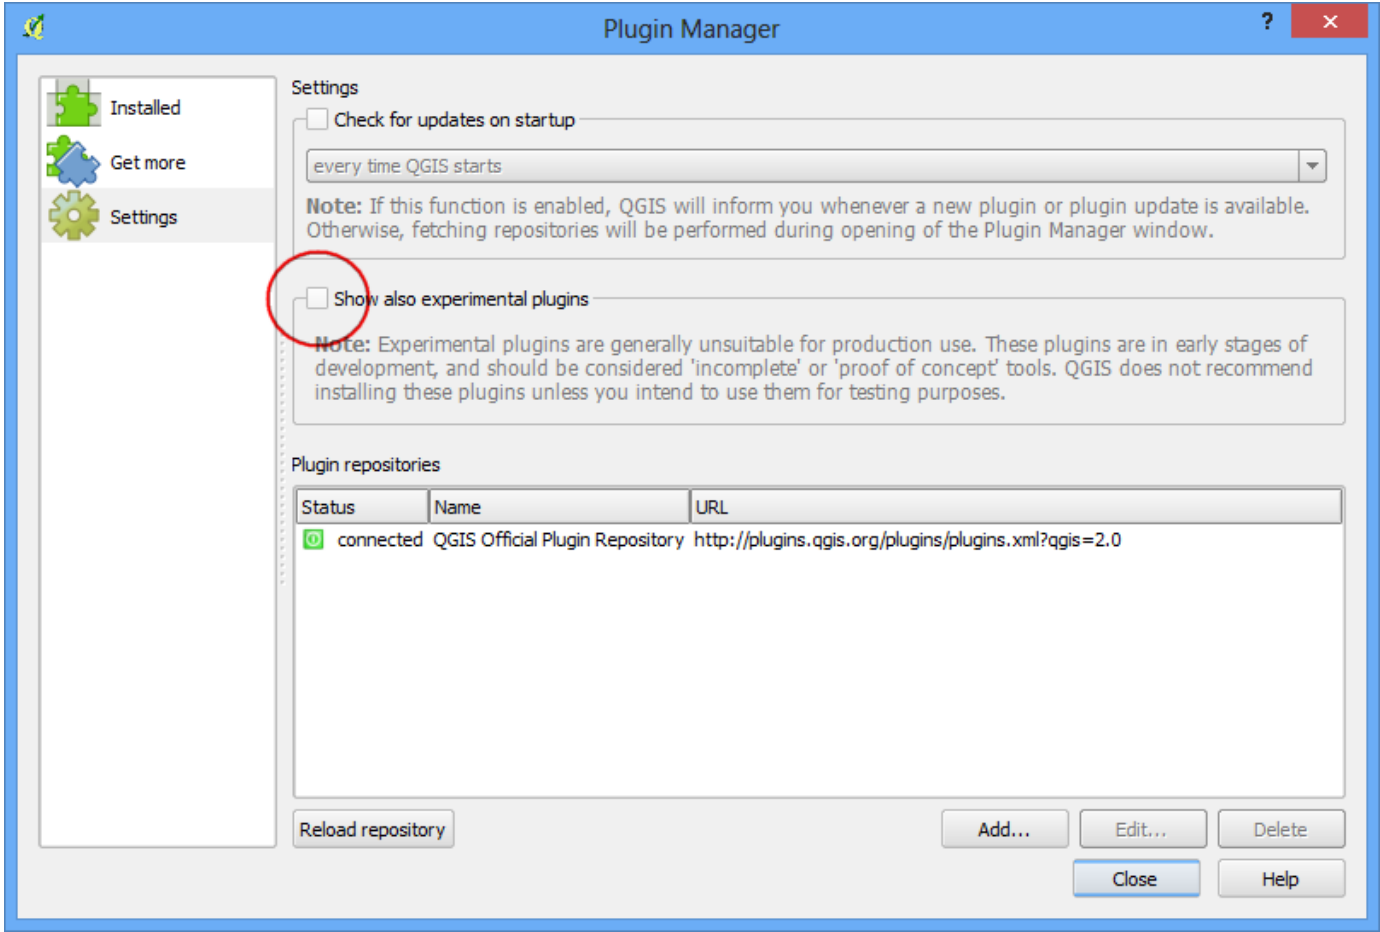 Plugin Manager
?
Installed
Get more
Settings
Settings
Check for updates on startup
every time QGIS starts
Note: If this function is enabled, QGIS will inform you whenever a new plugin or plugin update is available.
Otherwise, fetching repositories will be performed during opening of the Plugin Manager window.
Show also experimental plugins
Note: Experimental plugins are generally unsuitable for production use. These plugins are in early stages of
development, and should be considered 'incomplete' or 'proof of concept' tools. QGIS does not recommend
installing these plugins unless you intend to use them for testing purposes.
Plugin repositories
Status Name URL
connected QGIS Official Plugin Repository http://plugins.qgis.org/plugins/plugins.xml?qgis=2.0
Reload repository Add... Edit... Delete
Close Help